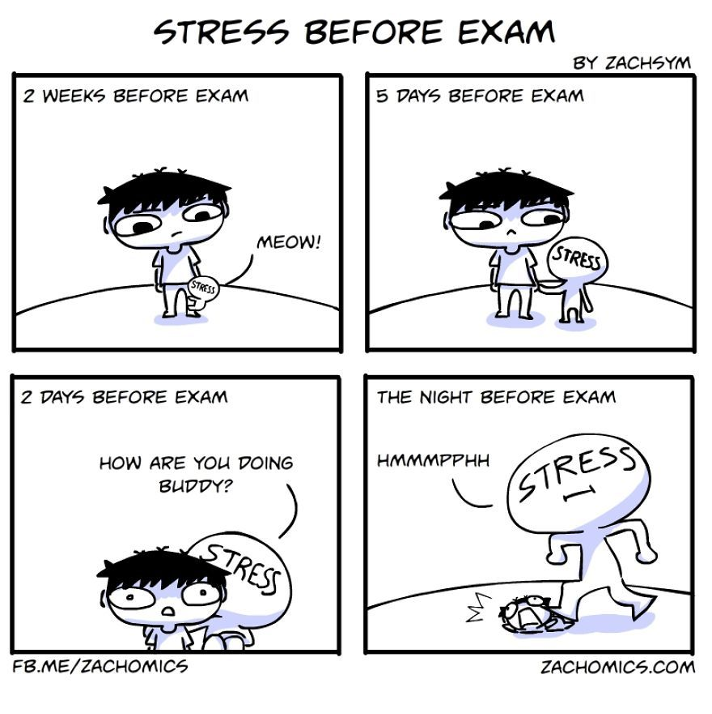 STRESS BEFORE EXAM
BY ZACHSYM
2 WEEKS BEFORE EXAM
MEOW!
STRESS
5 DAYS BEFORE EXAM
STRESS
2 DAYS BEFORE EXAM
HOW ARE YOU DOING
BUDDY?
STRESS
THE NIGHT BEFORE EXAM
HMMMPPHH
STRESS
FB.ME/ZACHOMICS
ZACHOMICS.COM